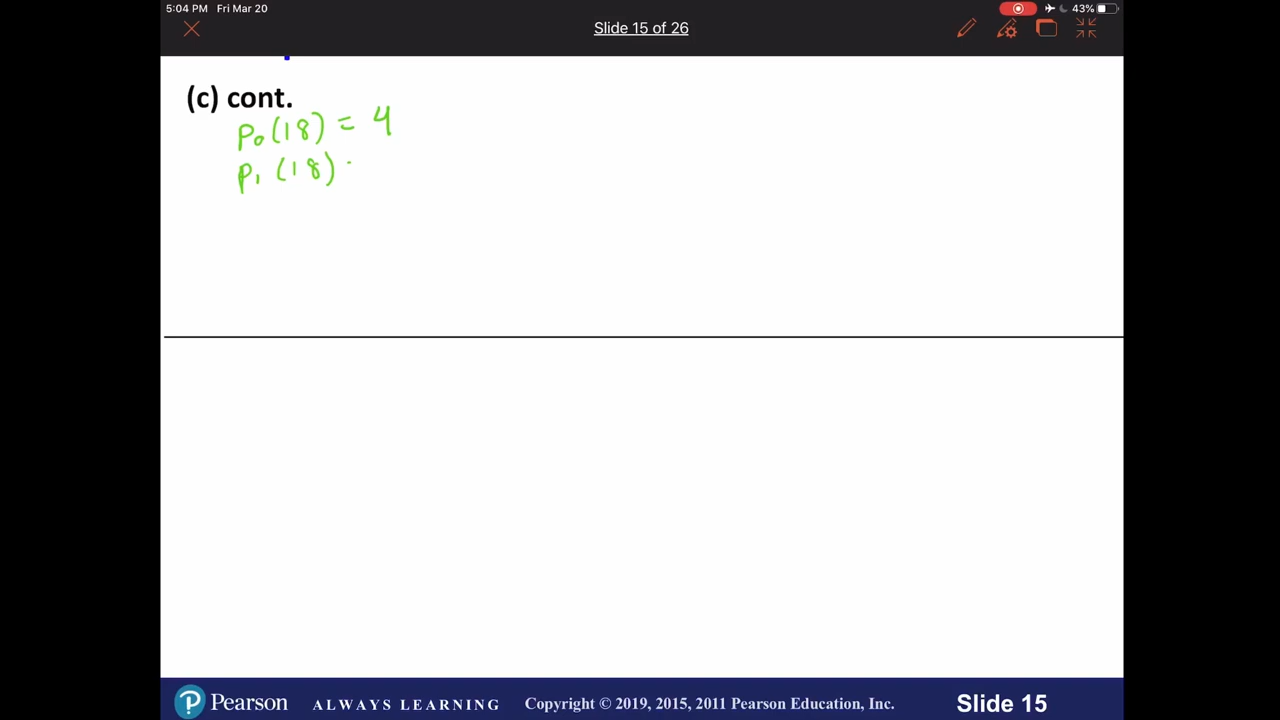 5:04 PM Fri Mar 20
43%
Slide 15 of 26
(c) cont.
p₀(18) = 4
p₁(18)
Pearson ALWAYS LEARNING Copyright © 2019, 2015, 2011 Pearson Education, Inc. Slide 15